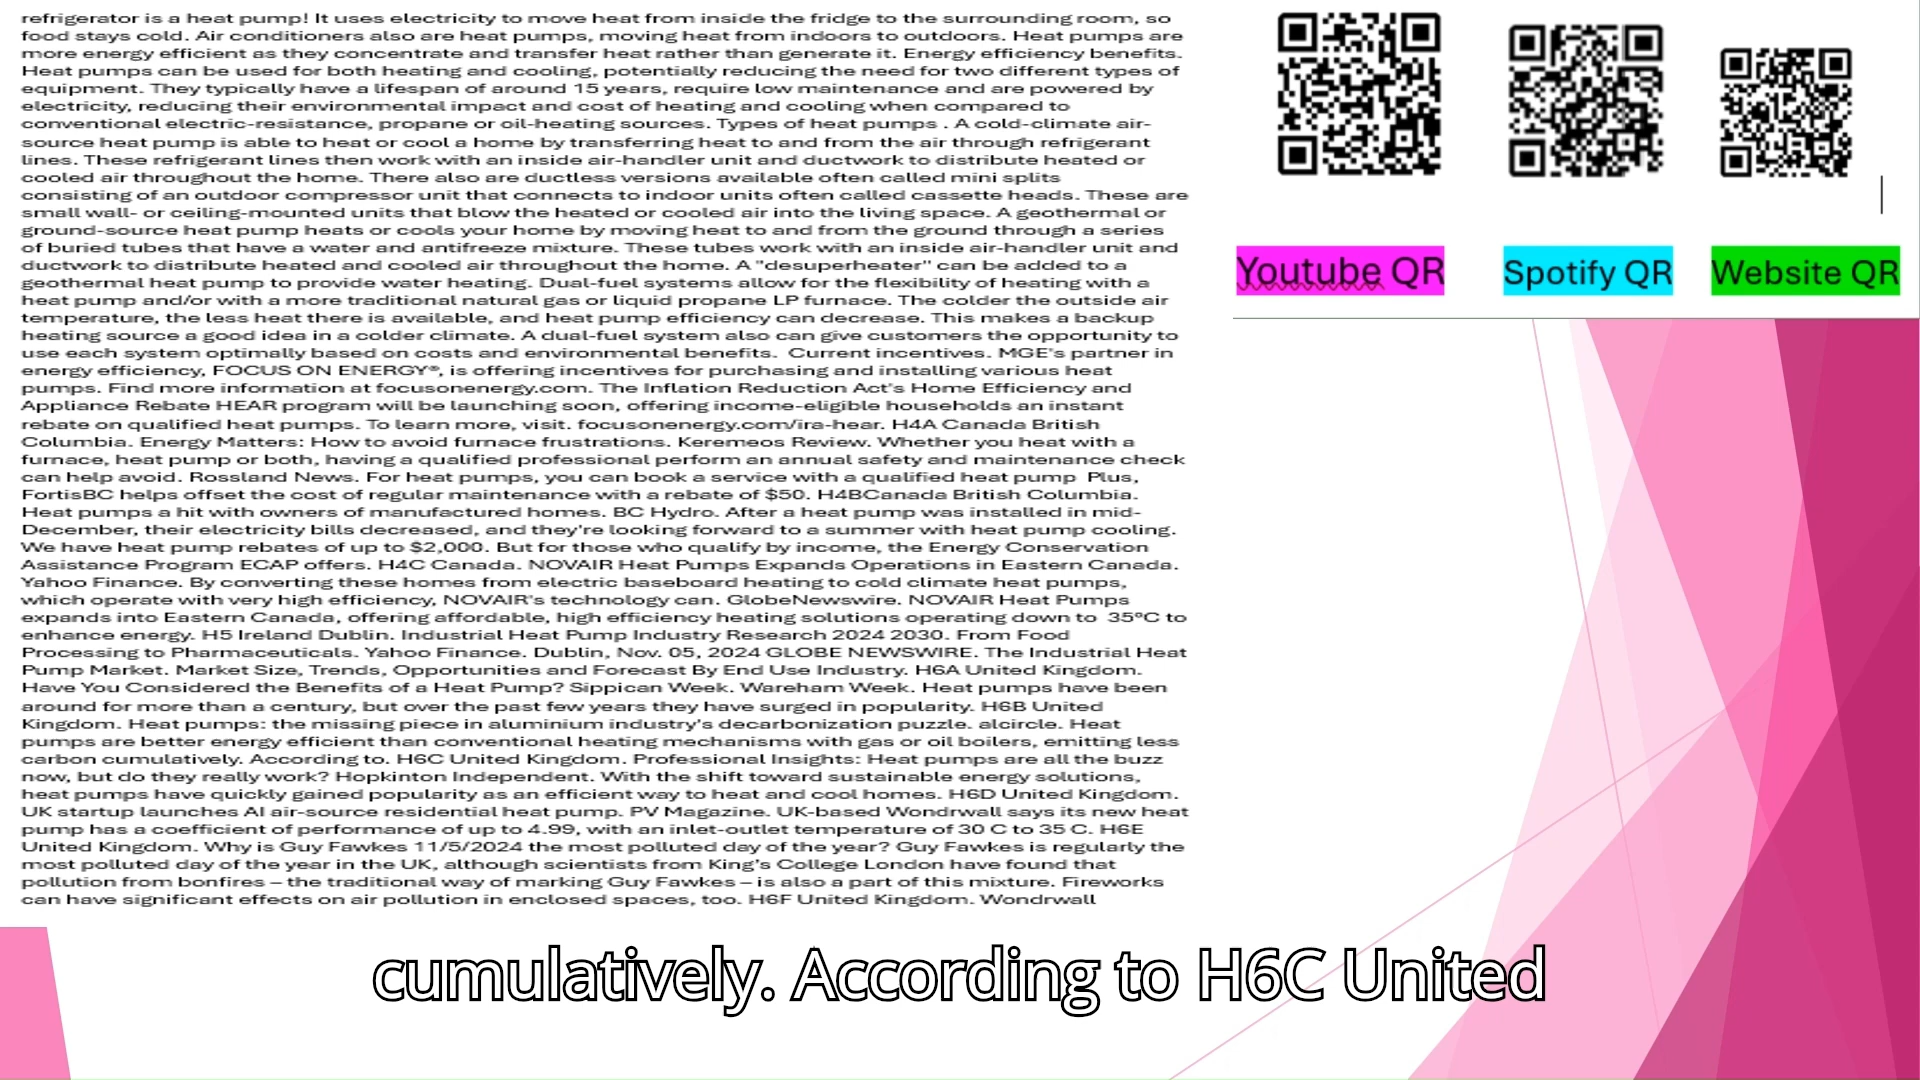 refrigerator is a heat pump! It uses electricity to move heat from inside the fridge to the surrounding room, so
food stays cold. Air conditioners also are heat pumps, moving heat from indoors to outdoors. Heat pumps are
more energy efficient as they concentrate and transfer heat rather than generate it. Energy efficiency benefits.
Heat pumps can be used for both heating and cooling, potentially reducing the need for two different types of
equipment. They typically have a lifespan of around 15 years, require low maintenance and are powered by
electricity, reducing their environmental impact and cost of heating and cooling when compared to
conventional electric-resistance, propane or oil-heating sources. Types of heat pumps . A cold-climate air-
source heat pump is able to heat or cool a home by transferring heat to and from the air through refrigerant
lines. These refrigerant lines then work with an inside air-handler unit and ductwork to distribute heated or
cooled air throughout the home. There also are ductless versions available often called mini splits
consisting of an outdoor compressor unit that connects to indoor units often called cassette heads. These are
small wall- or ceiling-mounted units that blow the heated or cooled air into the living space. A geothermal or
ground-source heat pump heats or cools your home by moving heat to and from the ground through a series
of buried tubes that have a water and antifreeze mixture. These tubes work with an inside air-handler unit and
ductwork to distribute heated and cooled air throughout the home. A "desuperheater" can be added to a
geothermal heat pump to provide water heating. Dual-fuel systems allow for the flexibility of heating with a
heat pump and/or with a more traditional natural gas or liquid propane LP furnace. The colder the outside air
temperature, the less heat there is available, and heat pump efficiency can decrease. This makes a backup
heating source a good idea in a colder climate. A dual-fuel system also can give customers the opportunity to
use each system optimally based on costs and environmental benefits.  Current incentives. MGE's partner in
energy efficiency, FOCUS ON ENERGY®, is offering incentives for purchasing and installing various heat
pumps. Find more information at focusonenergy.com. The Inflation Reduction Act's Home Efficiency and
Appliance Rebate HEAR program will be launching soon, offering income-eligible households an instant
rebate on qualified heat pumps. To learn more, visit. focusonenergy.com/ira-hear. H4A Canada British
Columbia. Energy Matters: How to avoid furnace frustrations. Keremeos Review. Whether you heat with a
furnace, heat pump or both, having a qualified professional perform an annual safety and maintenance check
can help avoid. Rossland News. For heat pumps, you can book a service with a qualified heat pump  Plus,
FortisBC helps offset the cost of regular maintenance with a rebate of $50. H4BCanada British Columbia.
Heat pumps a hit with owners of manufactured homes. BC Hydro. After a heat pump was installed in mid-
December, their electricity bills decreased, and they're looking forward to a summer with heat pump cooling.
We have heat pump rebates of up to $2,000. But for those who qualify by income, the Energy Conservation
Assistance Program ECAP offers. H4C Canada. NOVAIR Heat Pumps Expands Operations in Eastern Canada.
Yahoo Finance. By converting these homes from electric baseboard heating to cold climate heat pumps,
which operate with very high efficiency, NOVAIR's technology can. GlobeNewswire. NOVAIR Heat Pumps
expands into Eastern Canada, offering affordable, high efficiency heating solutions operating down to  35°C to
enhance energy. H5 Ireland Dublin. Industrial Heat Pump Industry Research 2024 2030. From Food
Processing to Pharmaceuticals. Yahoo Finance. Dublin, Nov. 05, 2024 GLOBE NEWSWIRE. The Industrial Heat
Pump Market. Market Size, Trends, Opportunities and Forecast By End Use Industry. H6A United Kingdom.
Have You Considered the Benefits of a Heat Pump? Sippican Week. Wareham Week. Heat pumps have been
around for more than a century, but over the past few years they have surged in popularity. H6B United
Kingdom. Heat pumps: the missing piece in aluminium industry's decarbonization puzzle. alcircle. Heat
pumps are better energy efficient than conventional heating mechanisms with gas or oil boilers, emitting less
carbon cumulatively. According to. H6C United Kingdom. Professional Insights: Heat pumps are all the buzz
now, but do they really work? Hopkinton Independent. With the shift toward sustainable energy solutions,
heat pumps have quickly gained popularity as an efficient way to heat and cool homes. H6D United Kingdom.
UK startup launches AI air-source residential heat pump. PV Magazine. UK-based Wondrwall says its new heat
pump has a coefficient of performance of up to 4.99, with an inlet-outlet temperature of 30 C to 35 C. H6E
United Kingdom. Why is Guy Fawkes 11/5/2024 the most polluted day of the year? Guy Fawkes is regularly the
most polluted day of the year in the UK, although scientists from King's College London have found that
pollution from bonfires – the traditional way of marking Guy Fawkes – is also a part of this mixture. Fireworks
can have significant effects on air pollution in enclosed spaces, too. H6F United Kingdom. Wondrwall
Youtube QR
Spotify QR
Website QR
cumulatively. According to H6C United